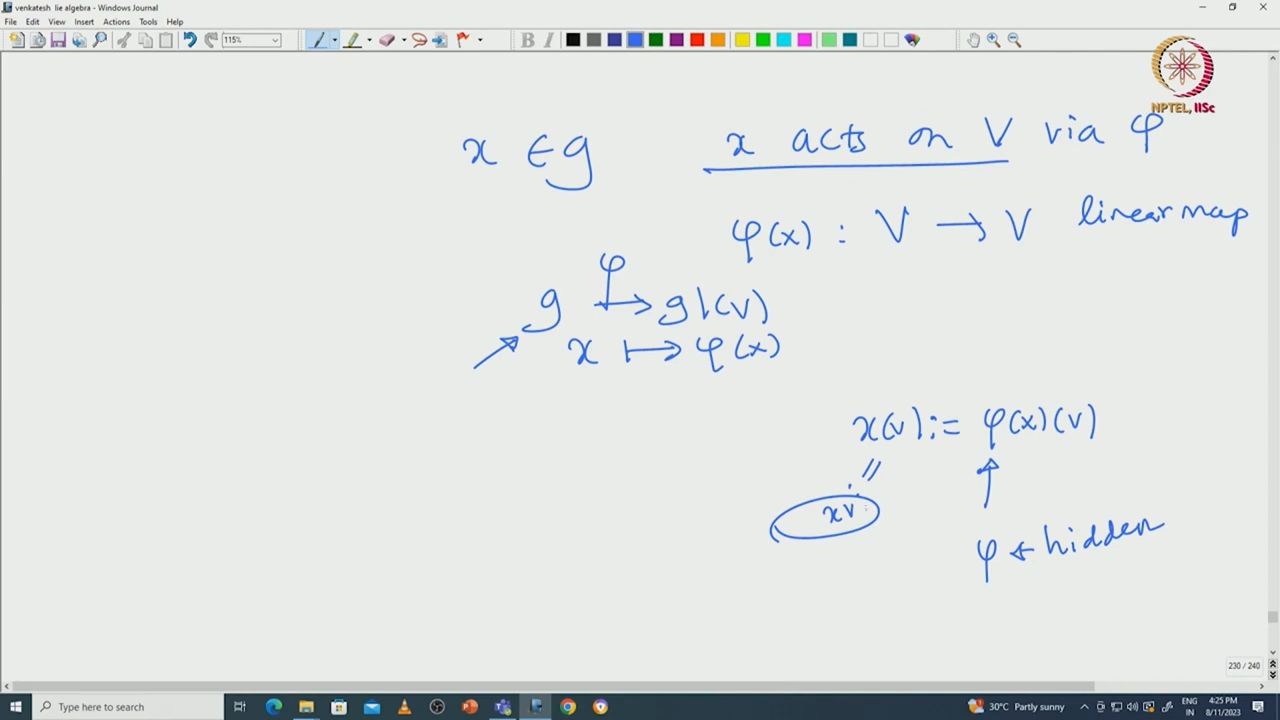 venkatesh lie algebra - Windows Journal
File Edit View Insert Actions Tools Help
115%
NPTEL, IISc
x ∈ g x acts on V via φ
φ(x) : V → V linear map
g φ→ gl(V)
x ↦ φ(x)
x(v) := φ(x)(v)
//
xv
φ ← hidden
230 / 240
Type here to search
30°C Partly sunny
ENG
IN
4:25 PM
8/11/2023